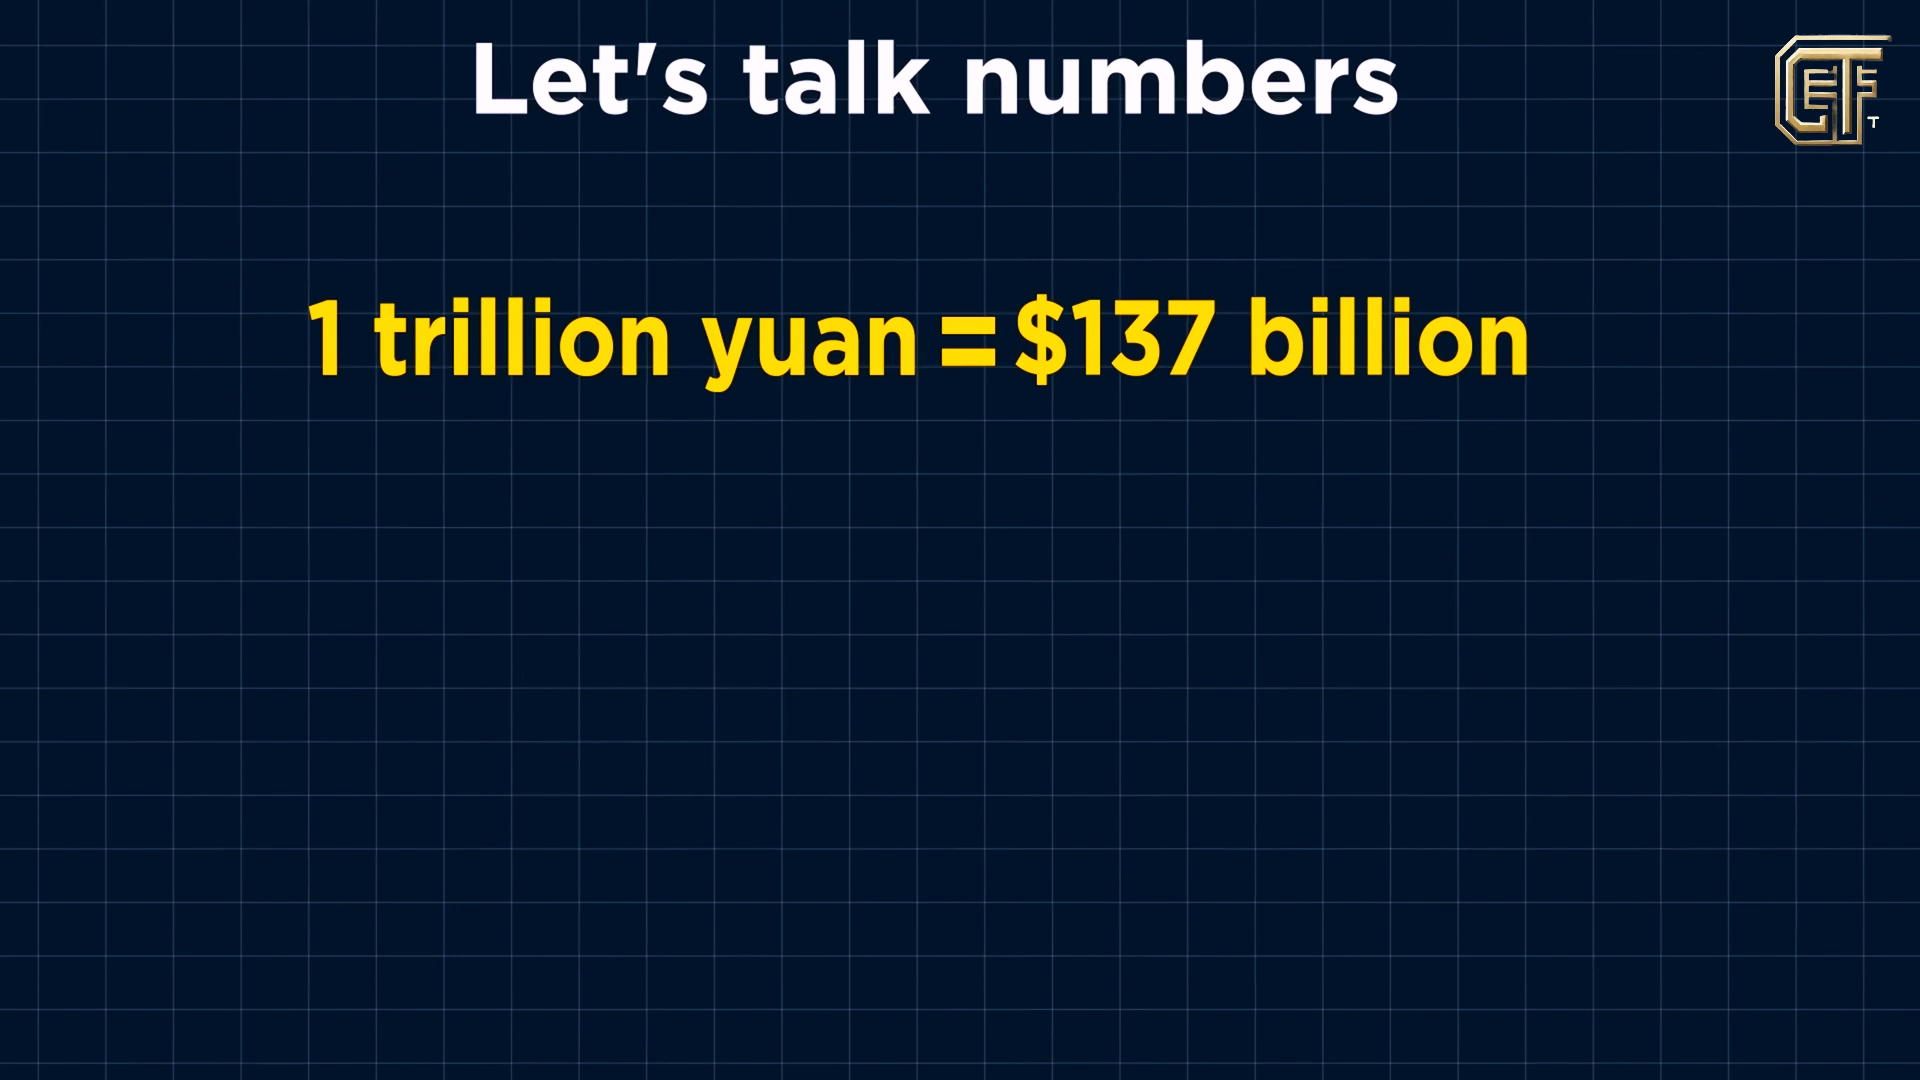 Let's talk numbers
1 trillion yuan = $137 billion